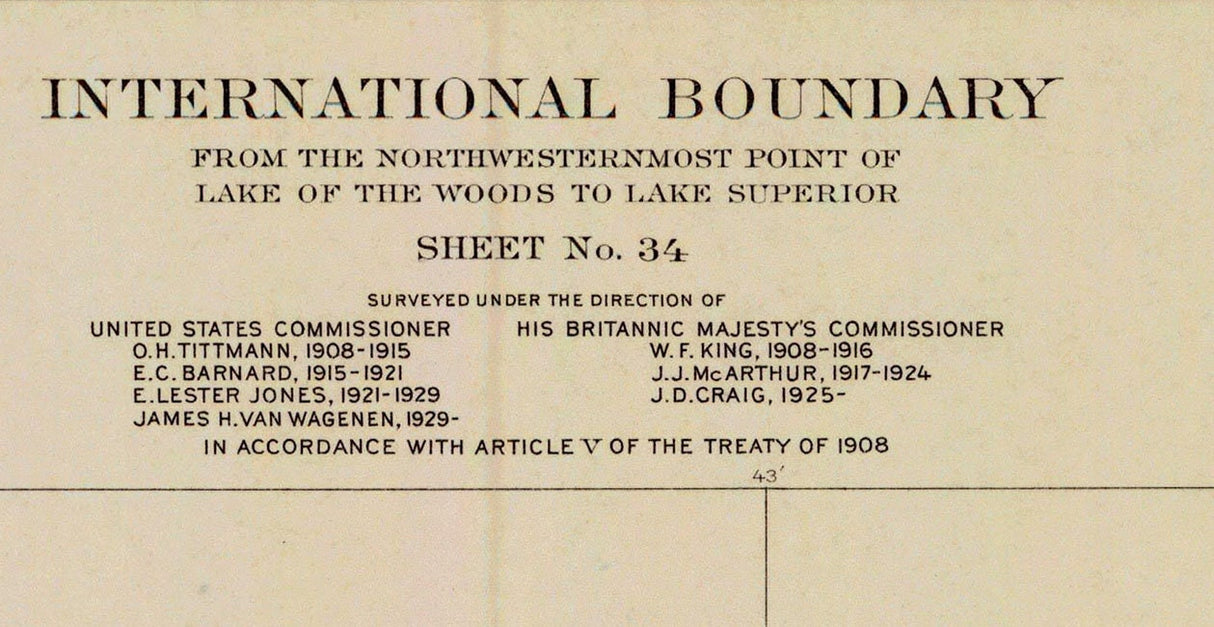 INTERNATIONAL BOUNDARY
FROM THE NORTHWESTERNMOST POINT OF
LAKE OF THE WOODS TO LAKE SUPERIOR
SHEET No. 34
SURVEYED UNDER THE DIRECTION OF
UNITED STATES COMMISSIONER
O.H.TITTMANN, 1908-1915
E.C.BARNARD, 1915-1921
E.LESTER JONES, 1921-1929
JAMES H.VAN WAGENEN, 1929-
HIS BRITANNIC MAJESTY'S COMMISSIONER
W.F.KING, 1908-1916
J.J.McARTHUR, 1917-1924
J.D.CRAIG, 1925-
IN ACCORDANCE WITH ARTICLE V OF THE TREATY OF 1908
43'